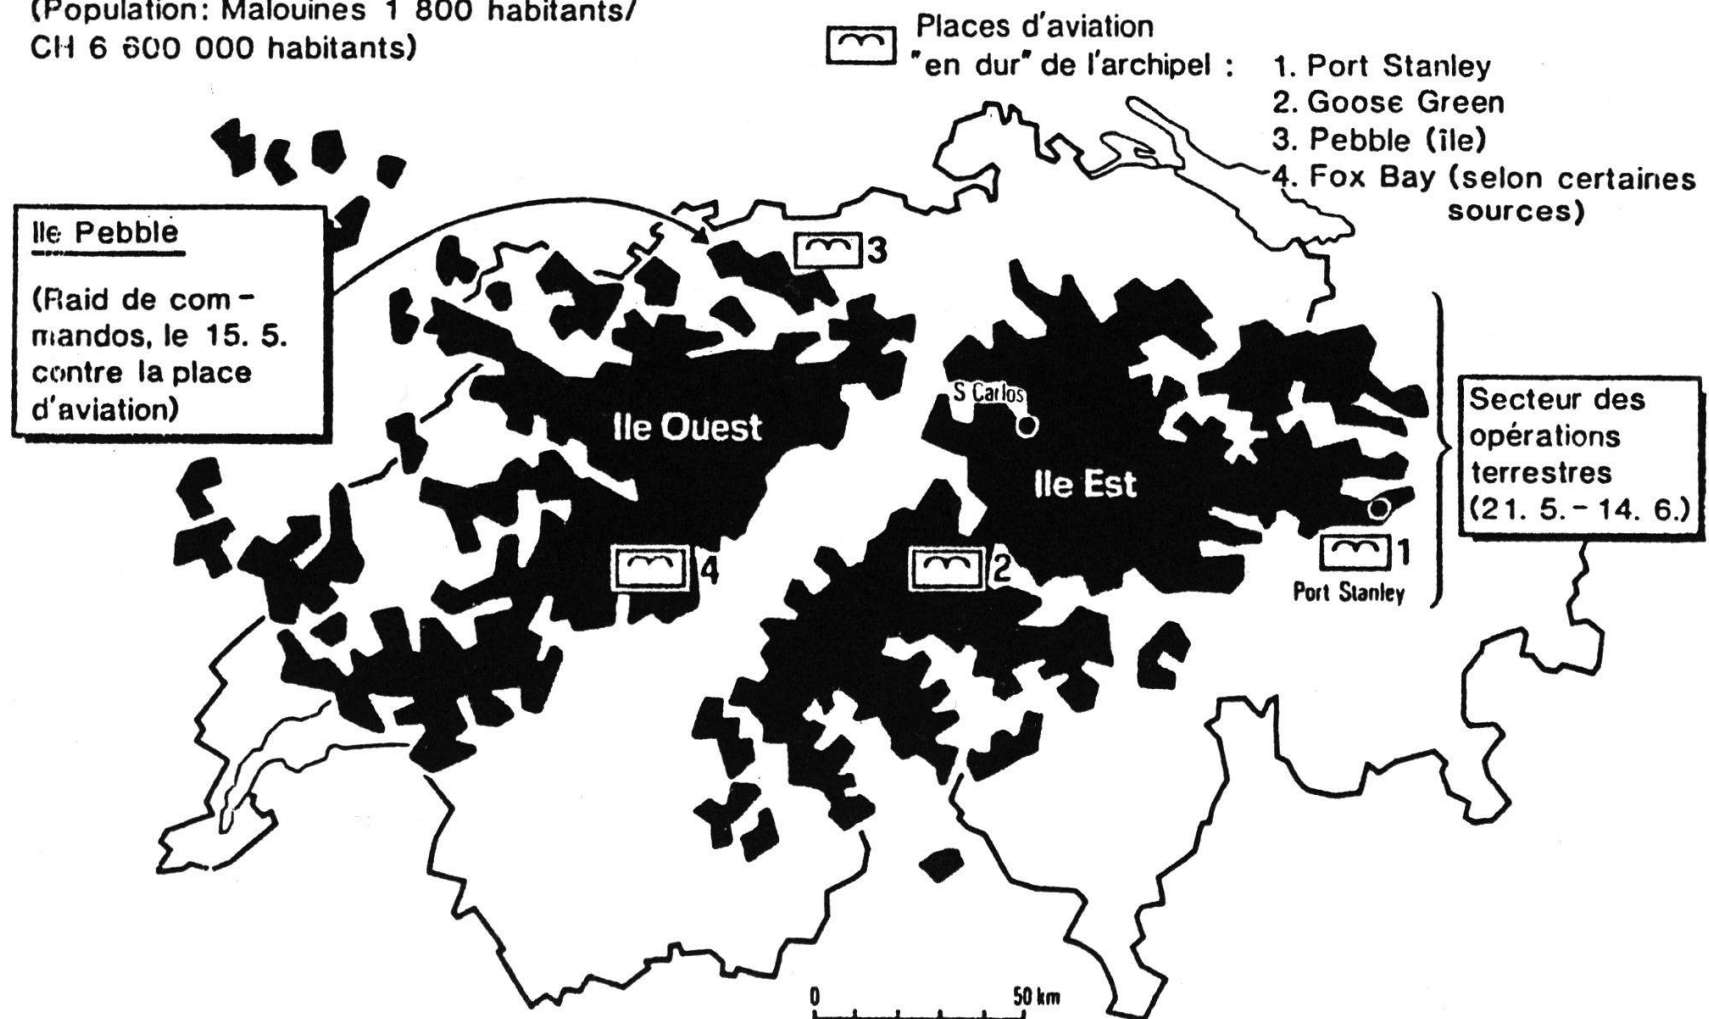 (Population: Malouines 1 800 habitants/
CH 6 600 000 habitants)
Places d'aviation
"en dur" de l'archipel :
1. Port Stanley
2. Goose Green
3. Pebble (île)
4. Fox Bay (selon certaines
sources)
Ile Pebble
(Raid de com-
mandos, le 15. 5.
contre la place
d'aviation)
3
S Carlos
Ile Ouest
Ile Est
Secteur des
opérations
terrestres
(21. 5. - 14. 6.)
4
2
1
Port Stanley
0 50 km